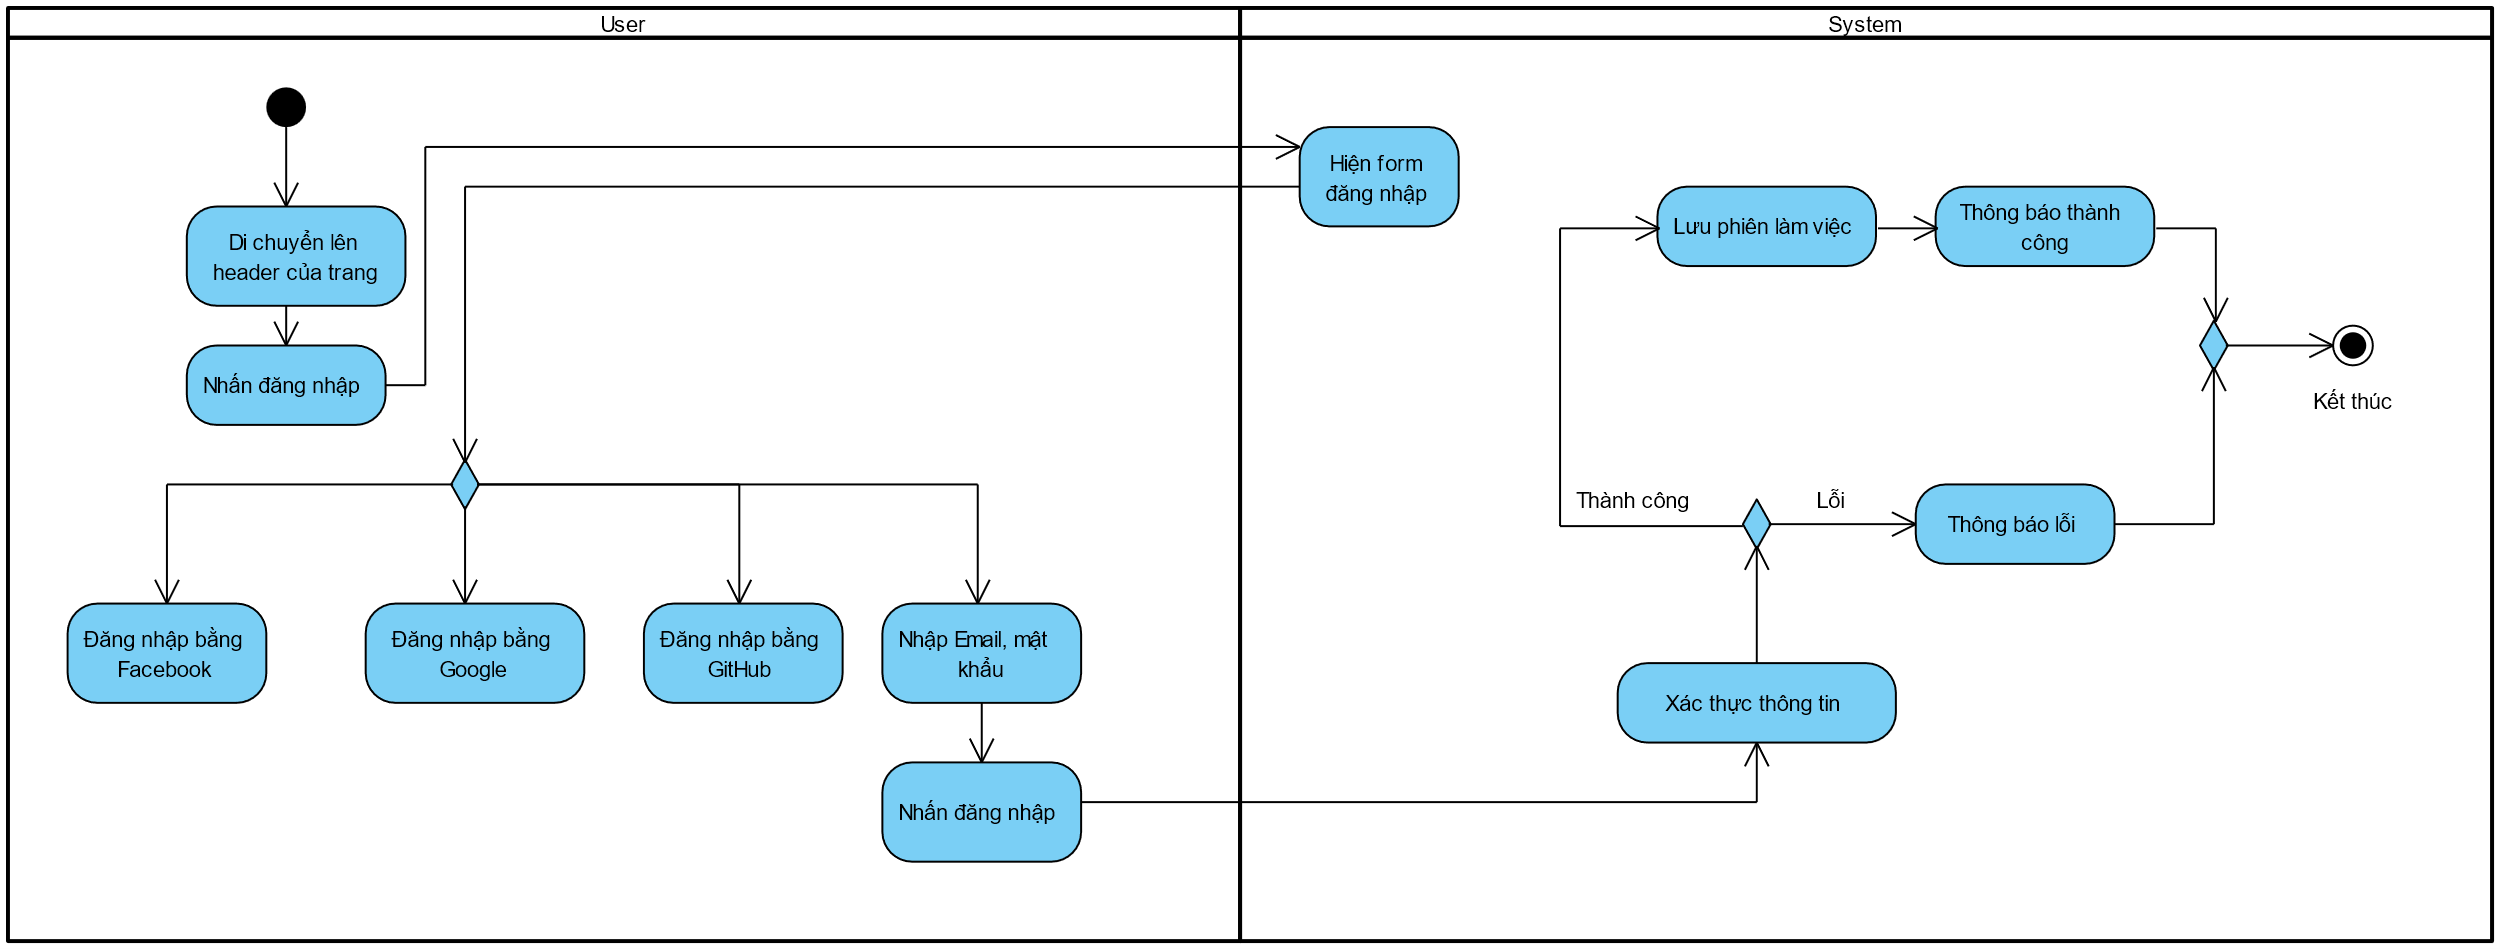 User
System
Di chuyển lên
header của trang
Nhấn đăng nhập
Hiện form
đăng nhập
Lưu phiên làm việc
Thông báo thành
công
Kết thúc
Thành công
Lỗi
Thông báo lỗi
Đăng nhập bằng
Facebook
Đăng nhập bằng
Google
Đăng nhập bằng
GitHub
Nhập Email, mật
khẩu
Xác thực thông tin
Nhấn đăng nhập